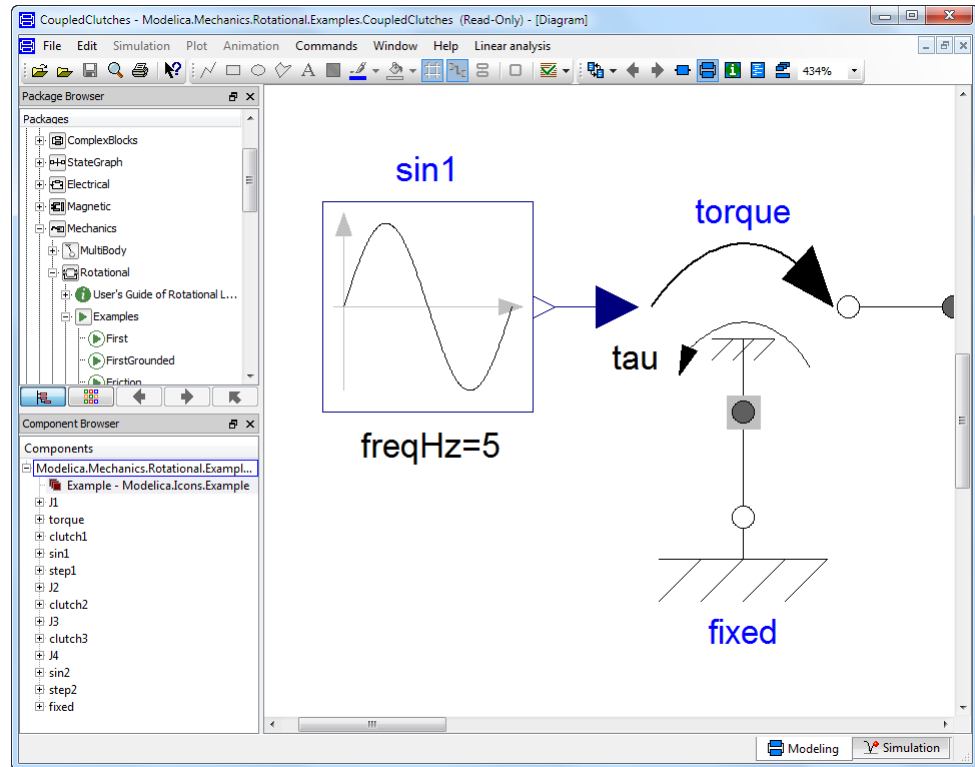 CoupledClutches - Modelica.Mechanics.Rotational.Examples.CoupledClutches (Read-Only) - [Diagram]
File Edit Simulation Plot Animation Commands Window Help Linear analysis
434%
Package Browser
Packages
ComplexBlocks
StateGraph
Electrical
Magnetic
Mechanics
MultiBody
Rotational
User's Guide of Rotational L...
Examples
First
FirstGrounded
Friction
Component Browser
Components
Modelica.Mechanics.Rotational.Exampl...
Example - Modelica.Icons.Example
J1
torque
clutch1
sin1
step1
J2
clutch2
J3
clutch3
J4
sin2
step2
fixed
sin1
torque
tau
freqHz=5
fixed
Modeling Simulation